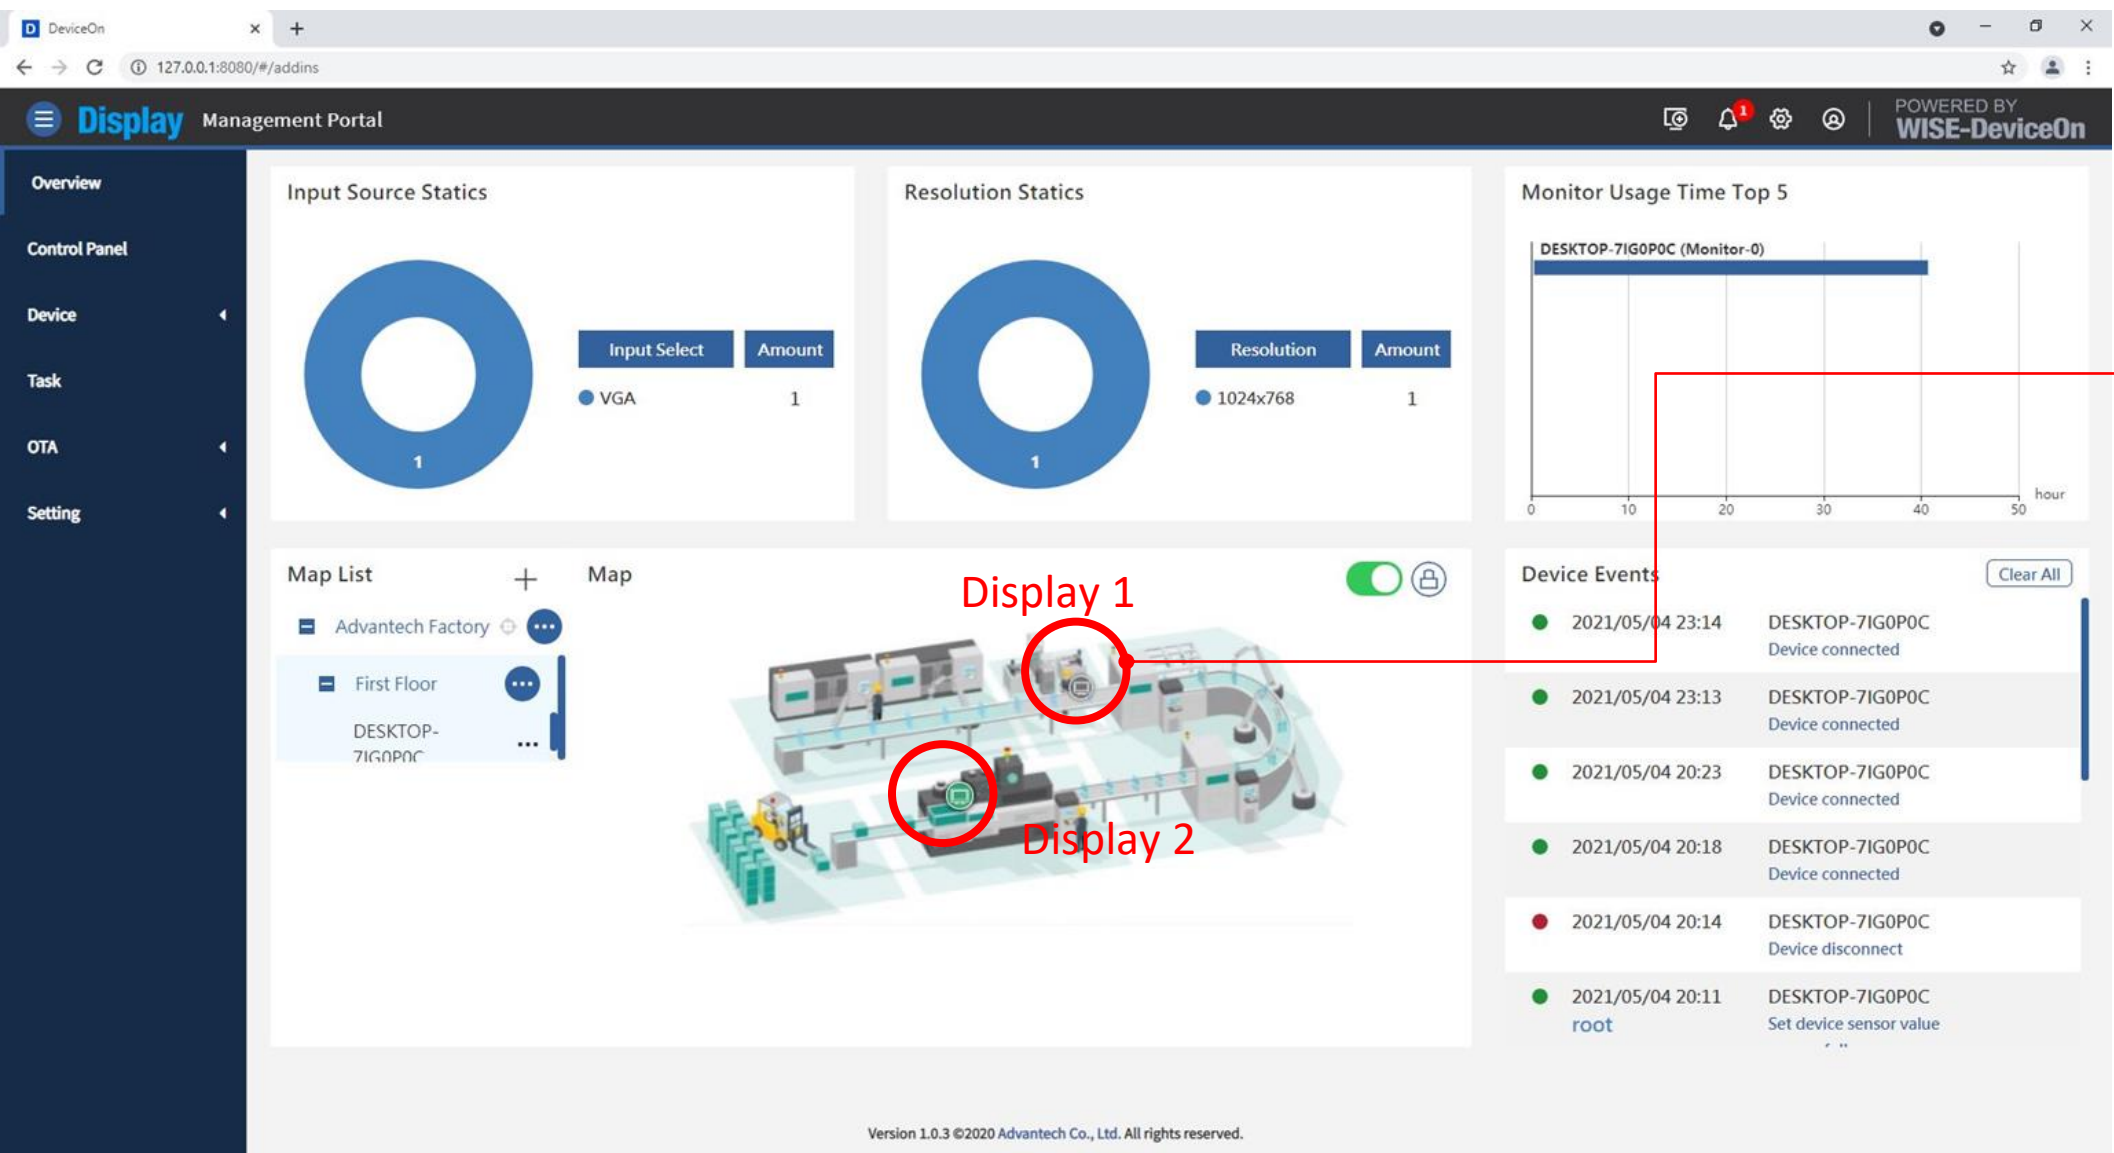 DeviceOn
127.0.0.1:8080/#/addins
Display Management Portal
1
POWERED BY
WISE-DeviceOn
Overview
Control Panel
Device
Task
OTA
Setting
Input Source Statics
Input Select Amount
VGA 1
1
Resolution Statics
Resolution Amount
1024x768 1
1
Monitor Usage Time Top 5
DESKTOP-7IG0P0C (Monitor-0)
hour
0 10 20 30 40 50
Map List
Advantech Factory
First Floor
DESKTOP-
7IG0P0C
Map
Display 1
Display 2
Device Events
Clear All
2021/05/04 23:14 DESKTOP-7IG0P0C
Device connected
2021/05/04 23:13 DESKTOP-7IG0P0C
Device connected
2021/05/04 20:23 DESKTOP-7IG0P0C
Device connected
2021/05/04 20:18 DESKTOP-7IG0P0C
Device connected
2021/05/04 20:14 DESKTOP-7IG0P0C
Device disconnect
2021/05/04 20:11 DESKTOP-7IG0P0C
root Set device sensor value
Version 1.0.3 ©2020 Advantech Co., Ltd. All rights reserved.